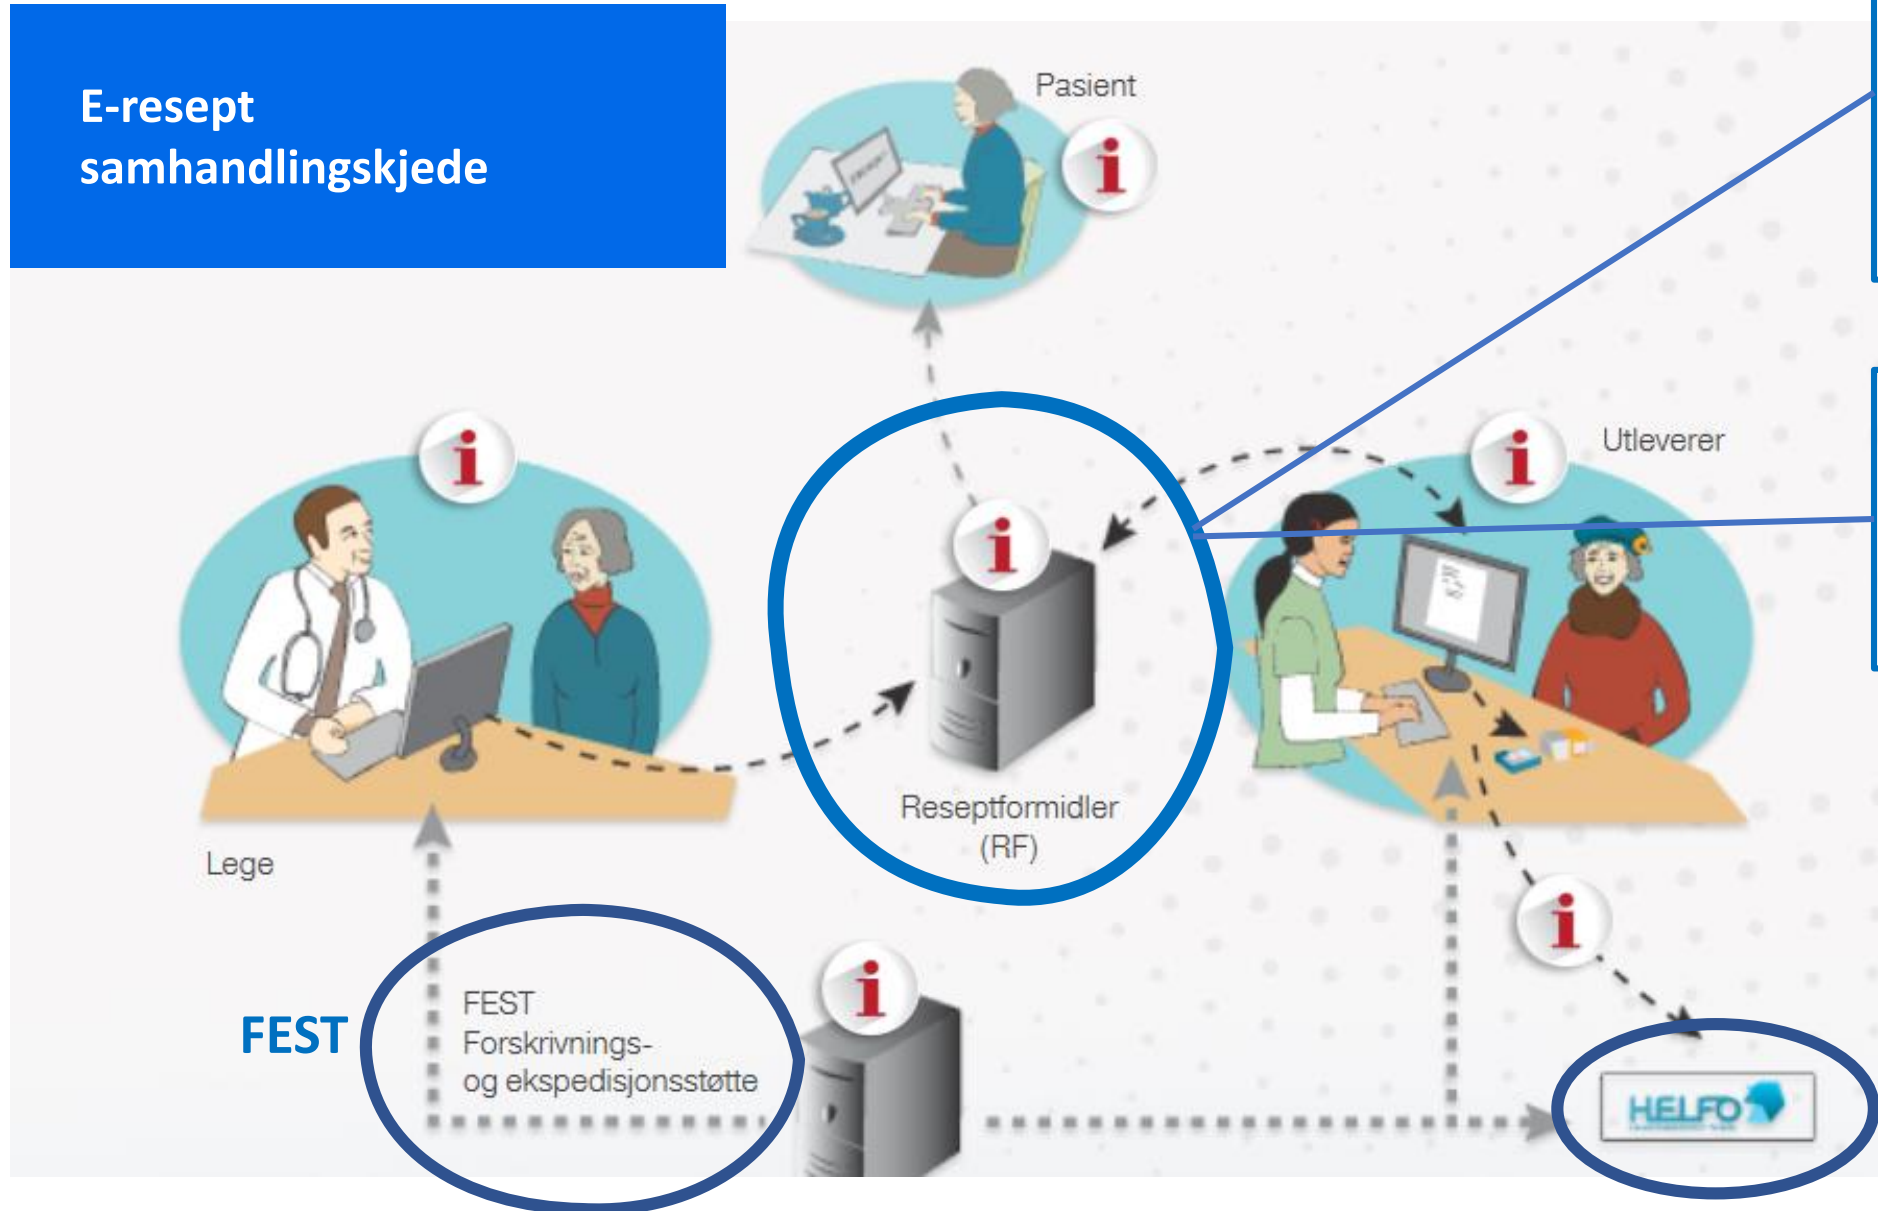 E-resept
samhandlingskjede
Pasient
Utleverer
Reseptformidler
(RF)
Lege
FEST
FEST
Forskrivnings-
og ekspedisjonsstøtte
HELFO